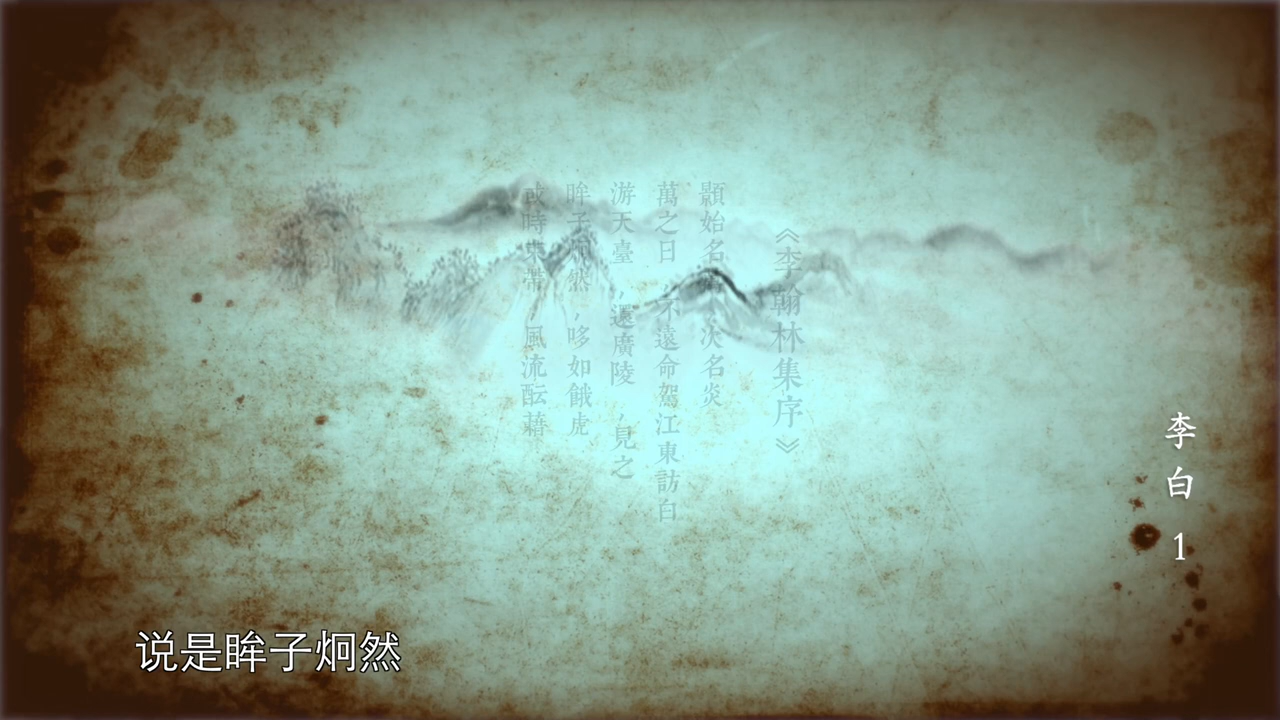 《李翰林集序》
顥始名萬次名炎
萬之日,不遠命駕江東訪白
游天臺,還廣陵,見之
眸子炯然,哆如餓虎
或時束帶,風流酝藉
李白 1
说是眸子炯然